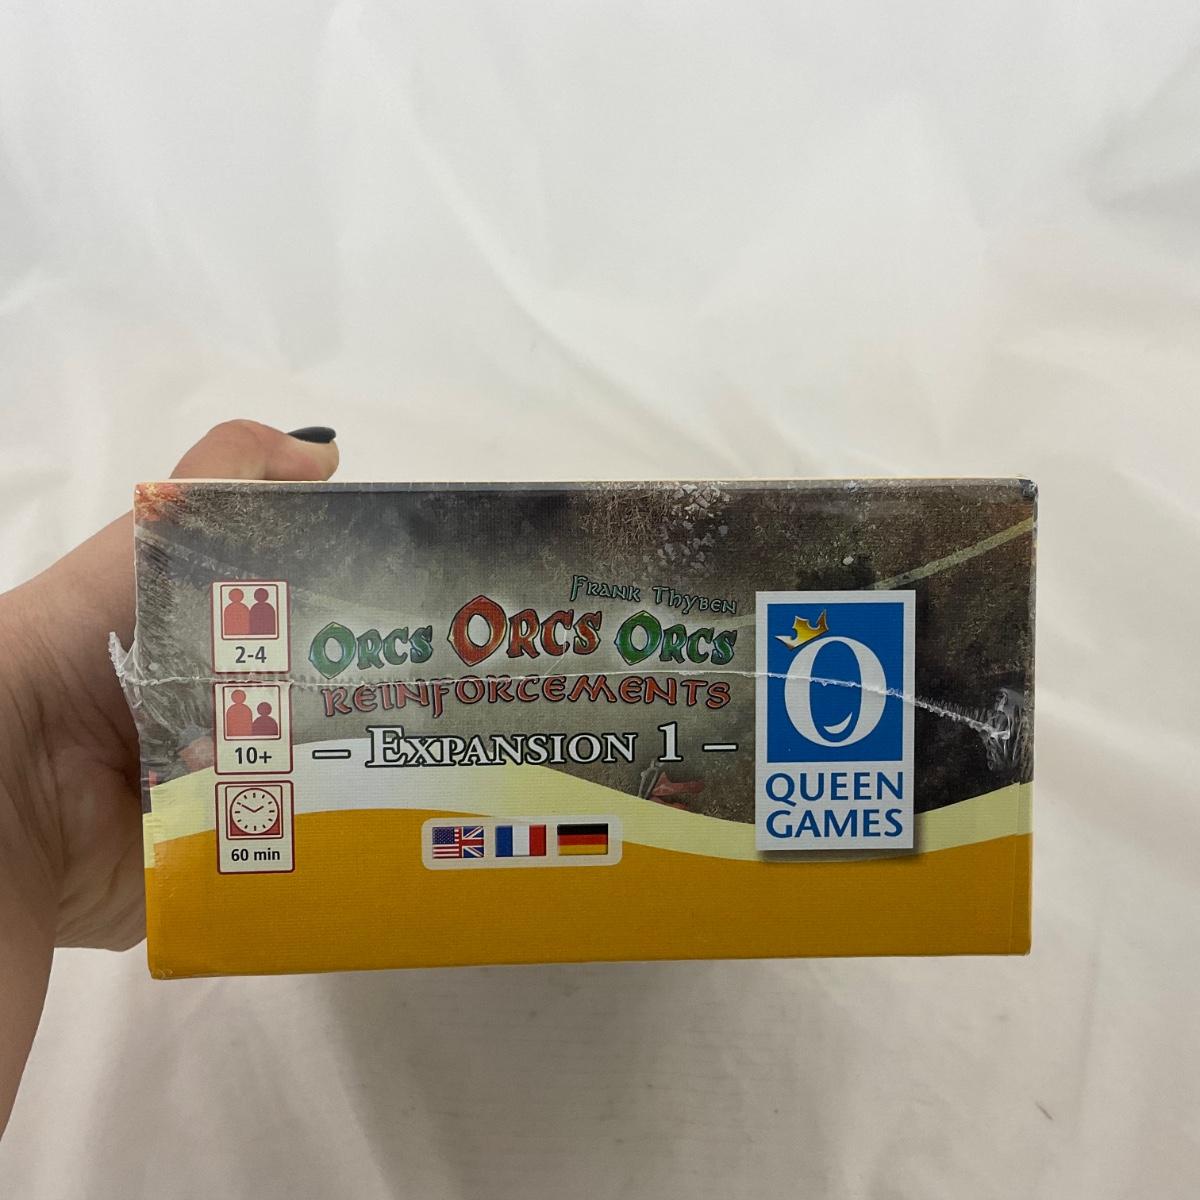 Frank Thyben
Orcs Orcs Orcs
Reinforcements
– Expansion 1 –
2-4
10+
60 min
QUEEN
GAMES